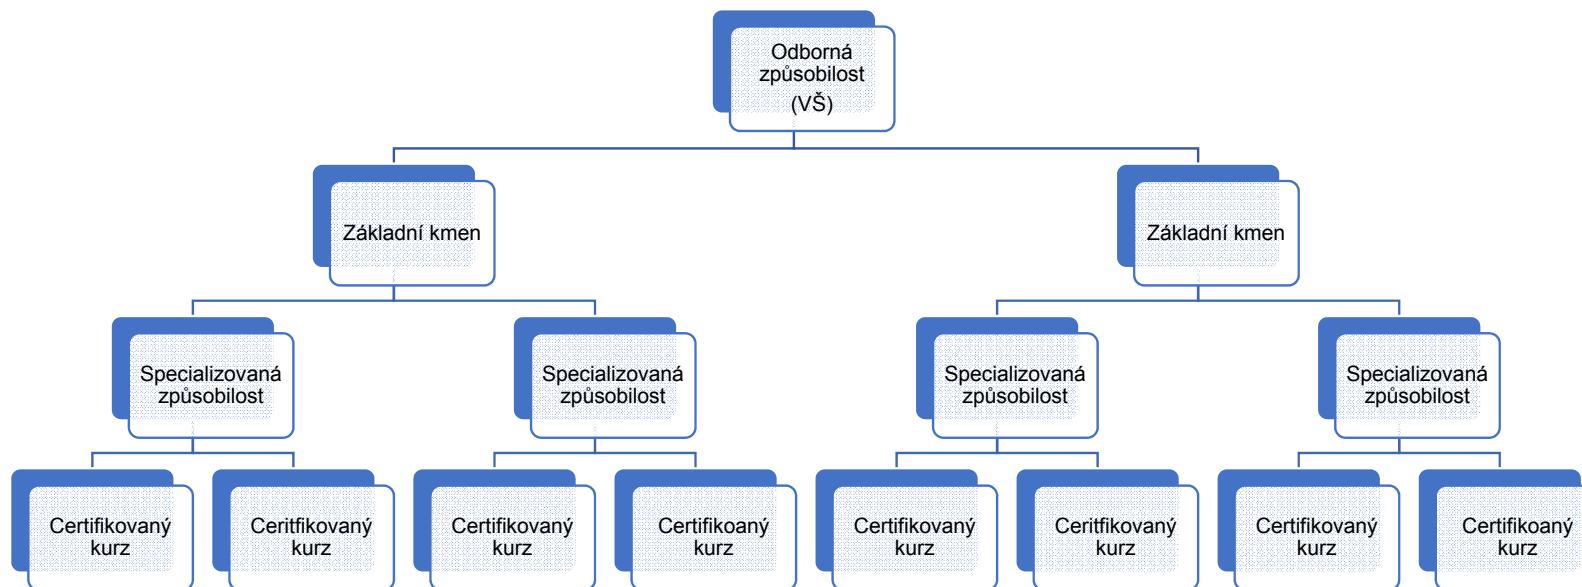 Odborná
způsobilost
(VŠ)
Základní kmen
Základní kmen
Specializovaná
způsobilost
Specializovaná
způsobilost
Specializovaná
způsobilost
Specializovaná
způsobilost
Certifikovaný
kurz
Ceritfikovaný
kurz
Certifikovaný
kurz
Certifikoaný
kurz
Certifikovaný
kurz
Ceritfikovaný
kurz
Certifikovaný
kurz
Certifikoaný
kurz